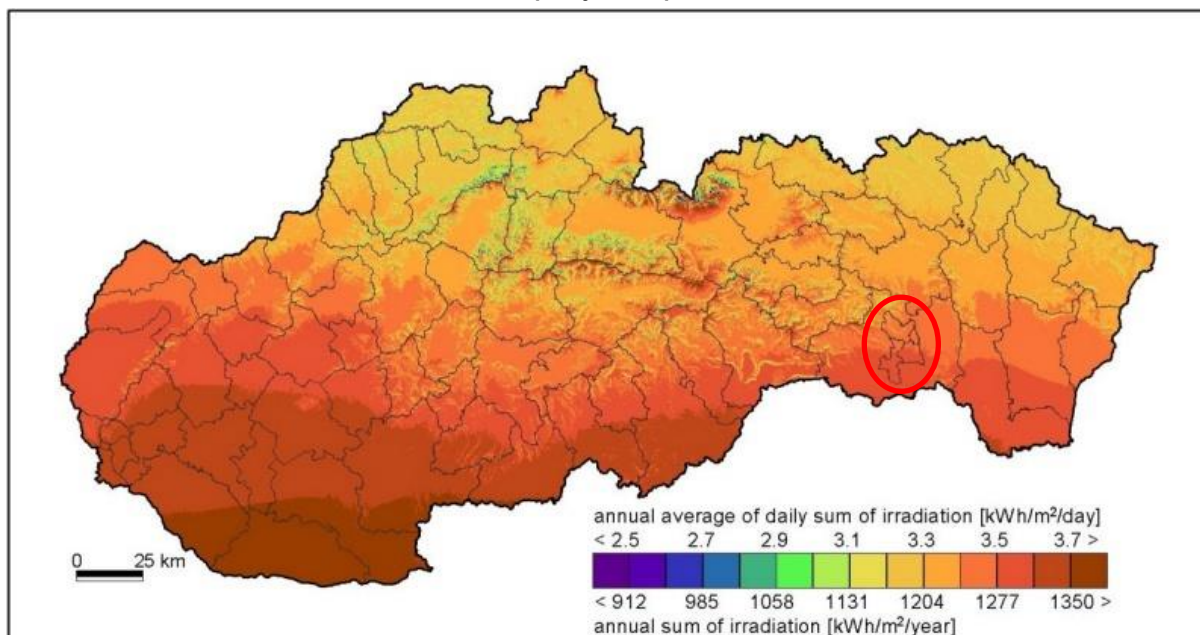 0 25 km
annual average of daily sum of irradiation [kWh/m²/day]
< 2.5 2.7 2.9 3.1 3.3 3.5 3.7 >
< 912 985 1058 1131 1204 1277 1350 >
annual sum of irradiation [kWh/m²/year]